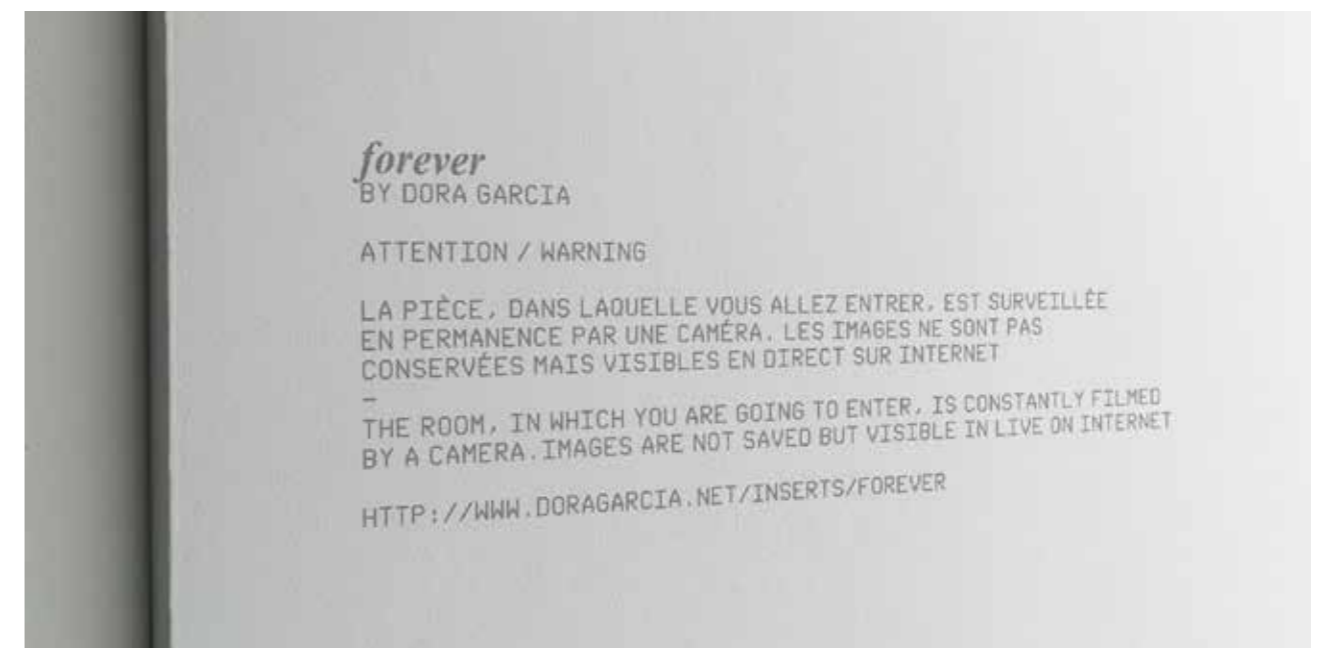 forever
BY DORA GARCIA
ATTENTION / WARNING
LA PIÈCE, DANS LAQUELLE VOUS ALLEZ ENTRER, EST SURVEILLÉE
EN PERMANENCE PAR UNE CAMÉRA. LES IMAGES NE SONT PAS
CONSERVÉES MAIS VISIBLES EN DIRECT SUR INTERNET
–
THE ROOM, IN WHICH YOU ARE GOING TO ENTER, IS CONSTANTLY FILMED
BY A CAMERA. IMAGES ARE NOT SAVED BUT VISIBLE IN LIVE ON INTERNET
HTTP://WWW.DORAGARCIA.NET/INSERTS/FOREVER